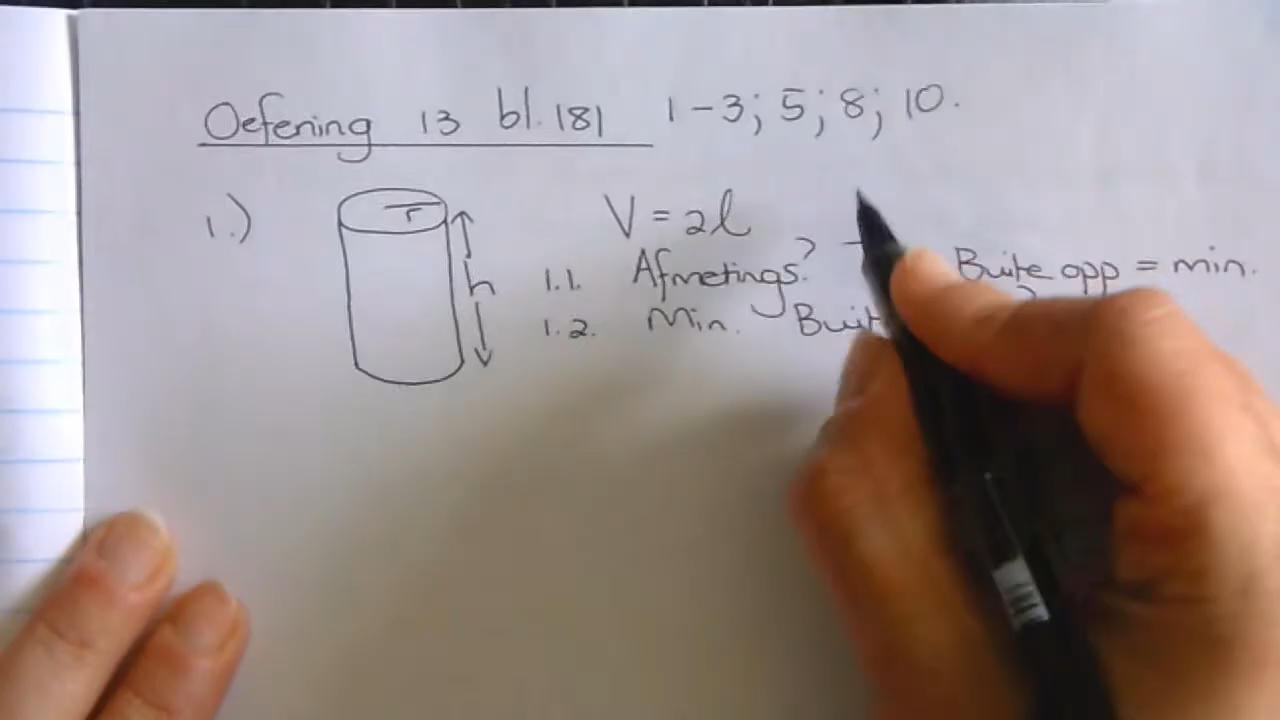 Oefening 13 bl. 181 1-3; 5; 8; 10.
1.) r V = 2l
h 1.1. Afmetings? Buite opp = min.
1.2. Min.